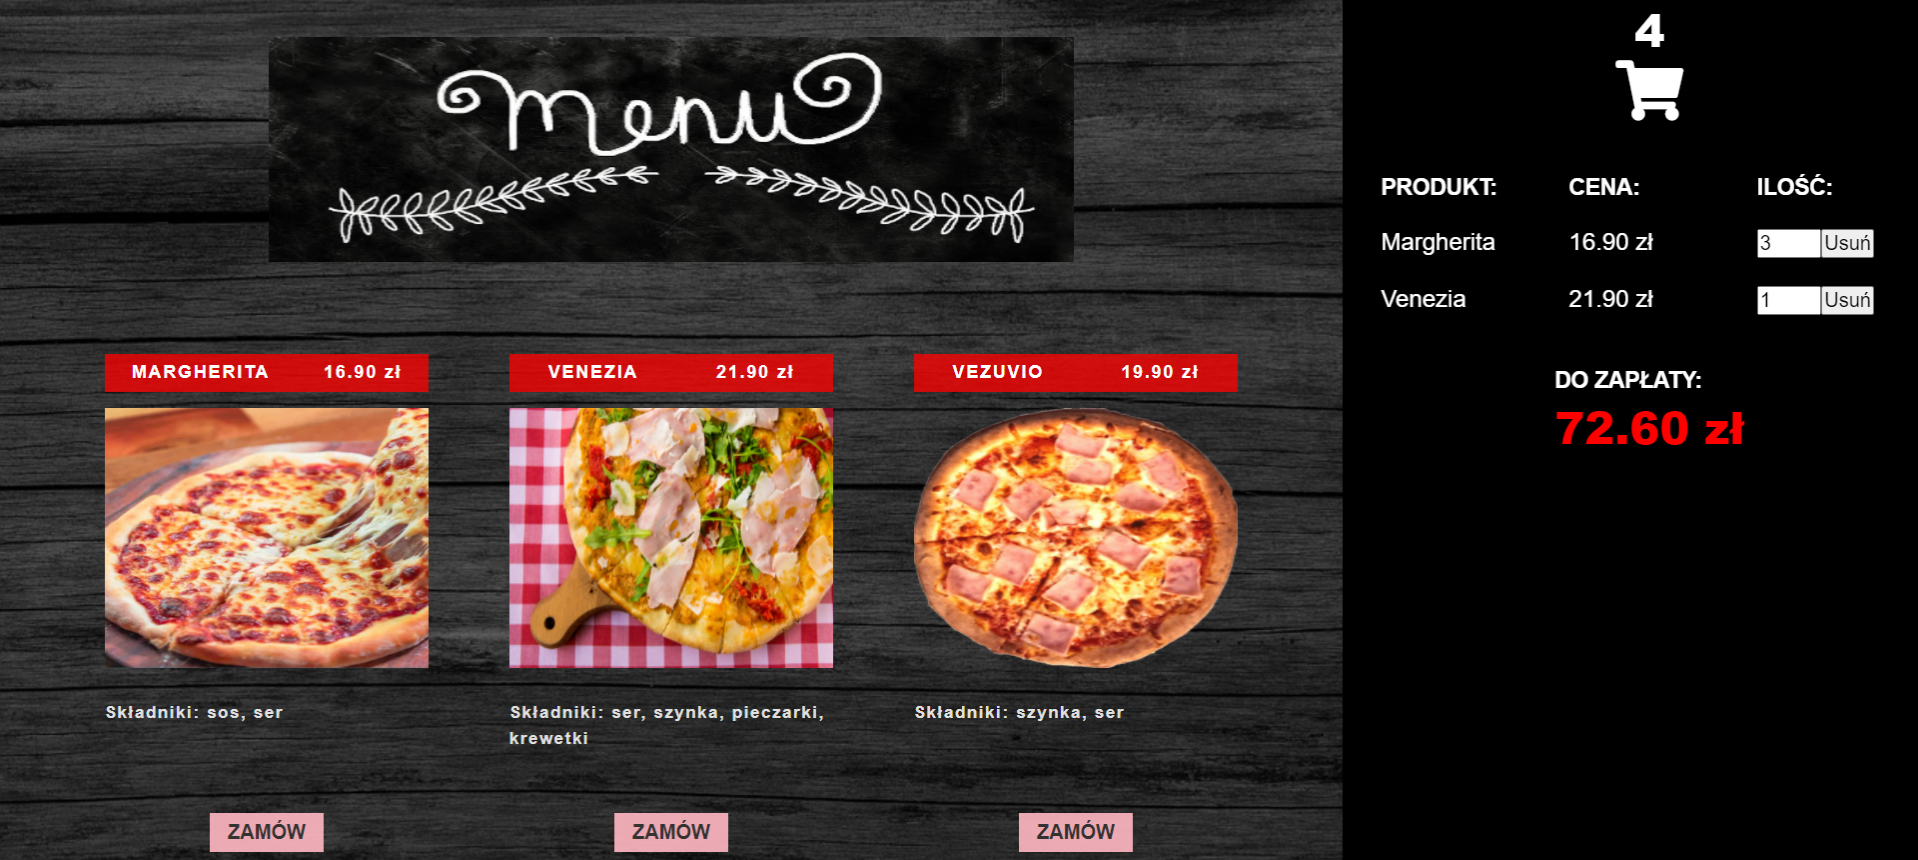 menu
MARGHERITA 16.90 zł
VENEZIA 21.90 zł
VEZUVIO 19.90 zł
Składniki: sos, ser
Składniki: ser, szynka, pieczarki,
krewetki
Składniki: szynka, ser
ZAMÓW
ZAMÓW
ZAMÓW
4
PRODUKT: CENA: ILOŚĆ:
Margherita 16.90 zł 3 Usuń
Venezia 21.90 zł 1 Usuń
DO ZAPŁATY:
72.60 zł